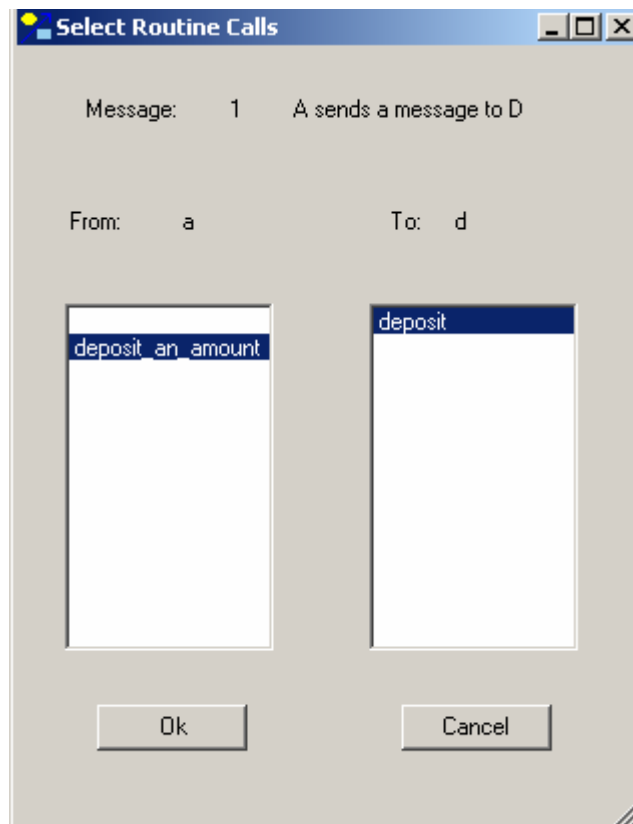 Select Routine Calls
Message: 1 A sends a message to D
From: a To: d
deposit
deposit_an_amount
Ok Cancel